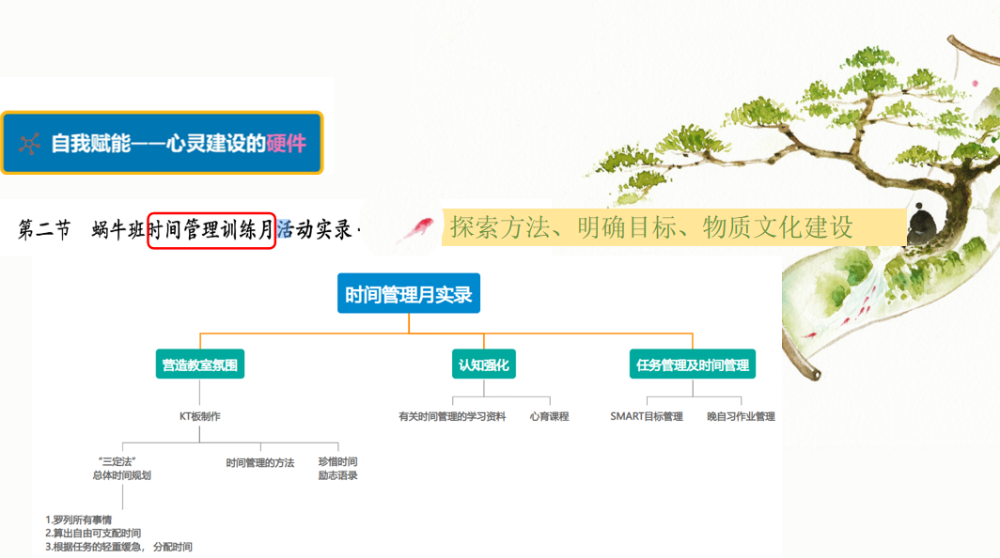 自我赋能——心灵建设的硬件
第二节 蜗牛班时间管理训练月活动实录·
探索方法、明确目标、物质文化建设
时间管理月实录
营造教室氛围
认知强化
任务管理及时间管理
KT板制作
有关时间管理的学习资料
心育课程
SMART目标管理
晚自习作业管理
“三定法”
总体时间规划
时间管理的方法
珍惜时间
励志语录
1.罗列所有事情
2.算出自由可支配时间
3.根据任务的轻重缓急，分配时间